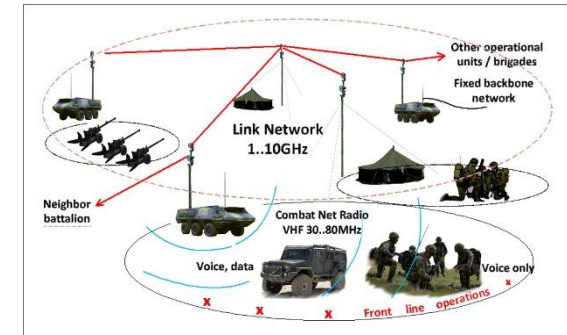 Other operational
units / brigades
Fixed backbone
network
Link Network
1..10GHz
Neighbor
battalion
Combat Net Radio
VHF 30..80MHz
Voice, data
Voice only
x x x Front line operations x